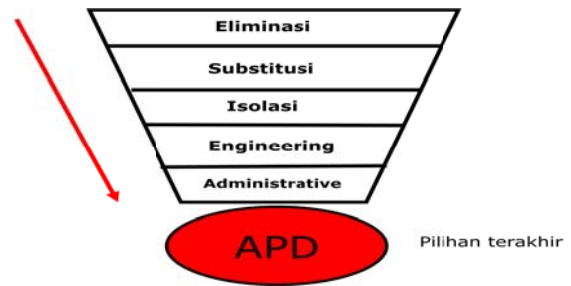 Eliminasi
Substitusi
Isolasi
Engineering
Administrative
APD
Pilihan terakhir